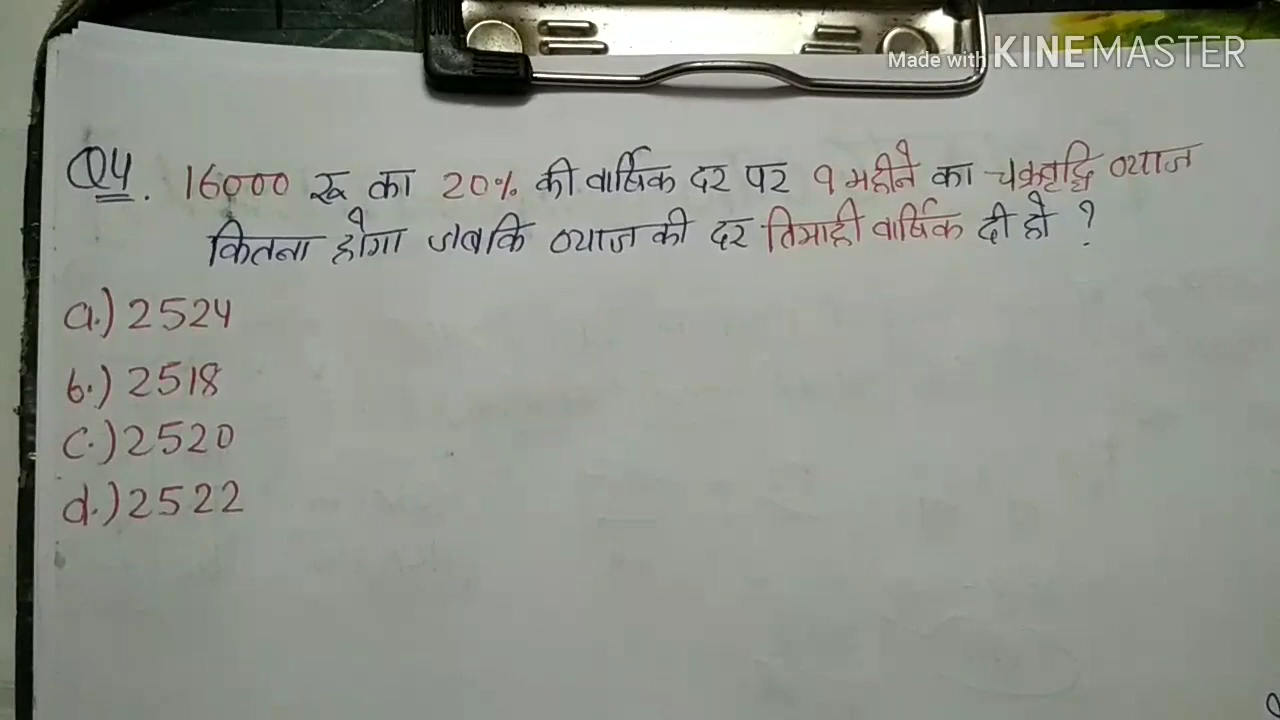 Made with KINEMASTER
Q4. 16000 रू का 20% की वार्षिक दर पर 9 महीने का चक्रवृद्धि ब्याज
कितना होगा जबकि ब्याज की दर तिमाही वार्षिक दी हो ?
a.) 2524
b.) 2518
c.) 2520
d.) 2522